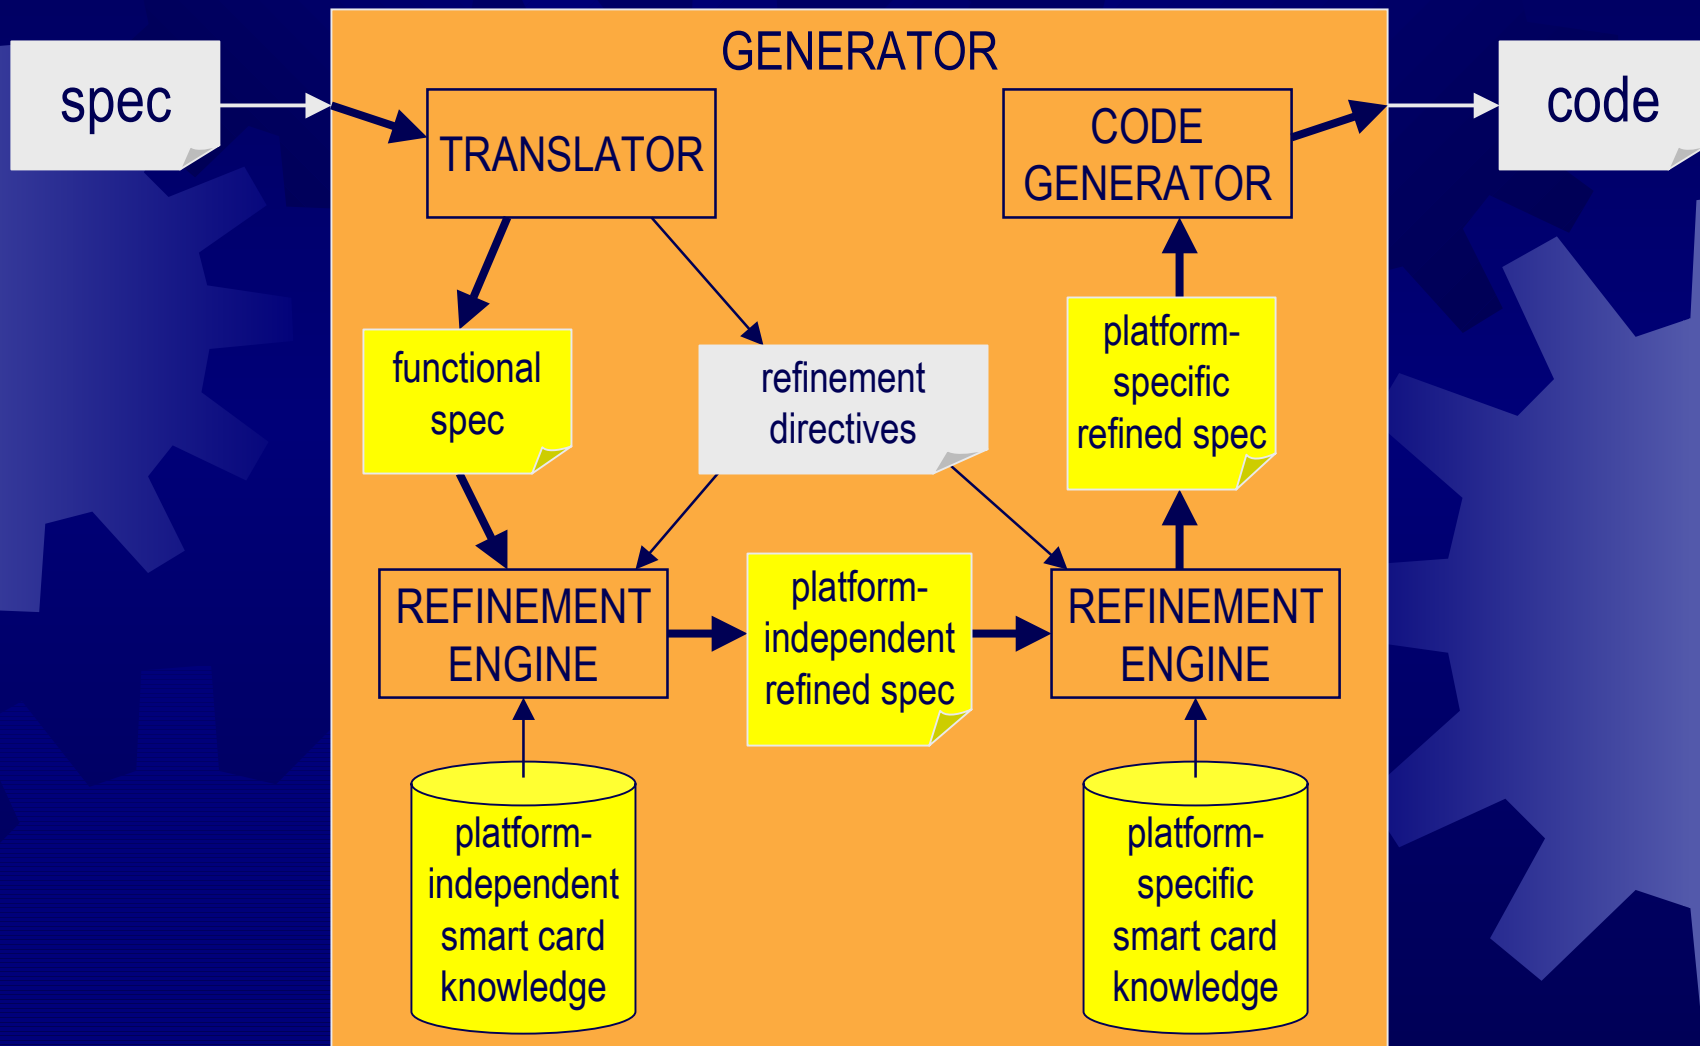 GENERATOR
spec
TRANSLATOR
CODE
GENERATOR
code
functional
spec
refinement
directives
platform-
specific
refined spec
REFINEMENT
ENGINE
platform-
independent
refined spec
REFINEMENT
ENGINE
platform-
independent
smart card
knowledge
platform-
specific
smart card
knowledge